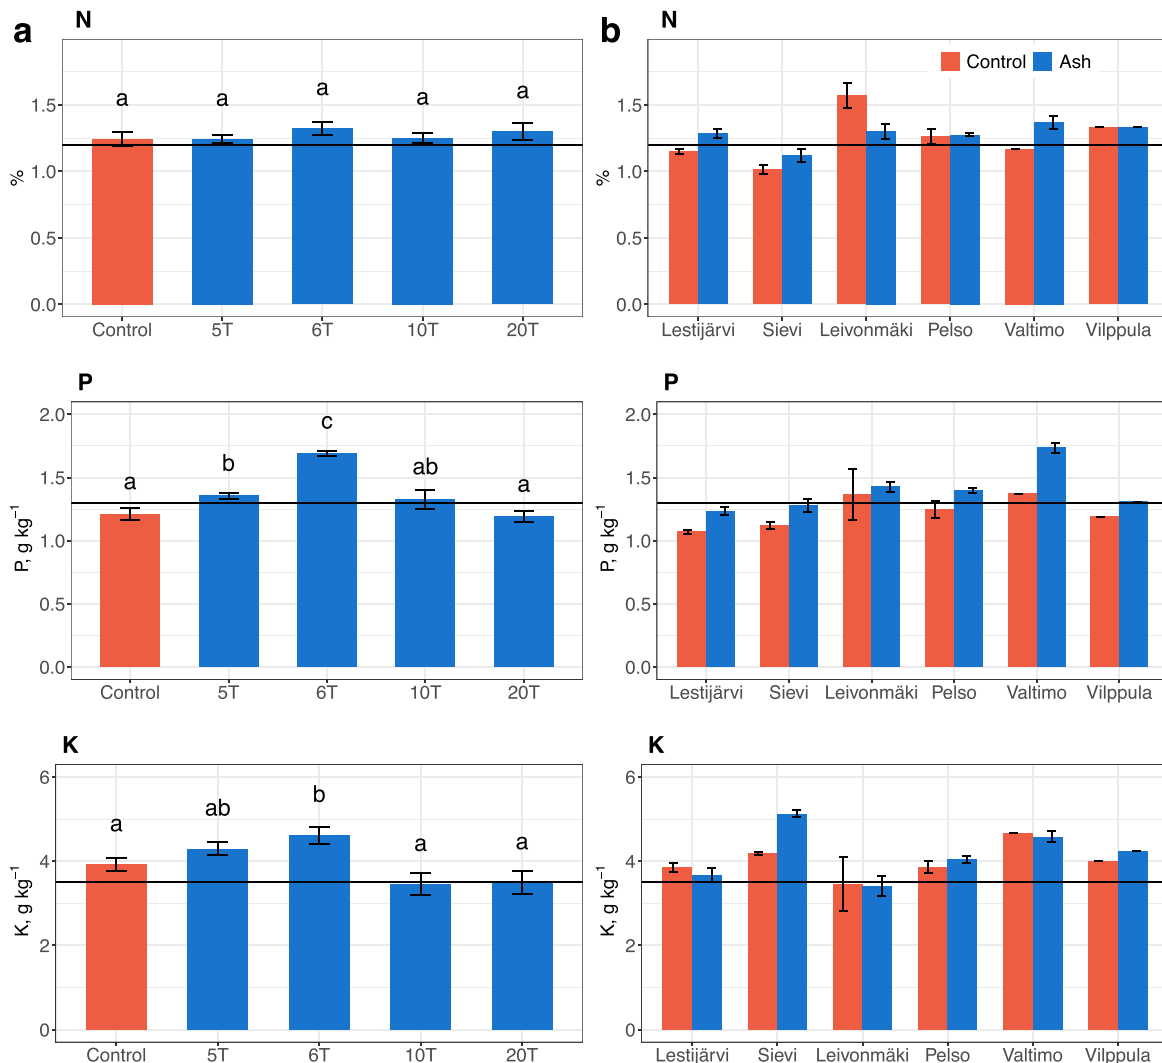 a
N
a a a a a
1.5
1.0
0.5
0.0
%
Control 5T 6T 10T 20T
b
N
Control Ash
1.5
1.0
0.5
0.0
%
Lestijärvi Sievi Leivonmäki Pelso Valtimo Vilppula
P
a b c ab a
2.0
1.5
1.0
0.5
0.0
P, g kg⁻¹
Control 5T 6T 10T 20T
P
2.0
1.5
1.0
0.5
0.0
P, g kg⁻¹
Lestijärvi Sievi Leivonmäki Pelso Valtimo Vilppula
K
a ab b a a
6
4
2
0
K, g kg⁻¹
Control 5T 6T 10T 20T
K
6
4
2
0
K, g kg⁻¹
Lestijärvi Sievi Leivonmäki Pelso Valtimo Vilppula